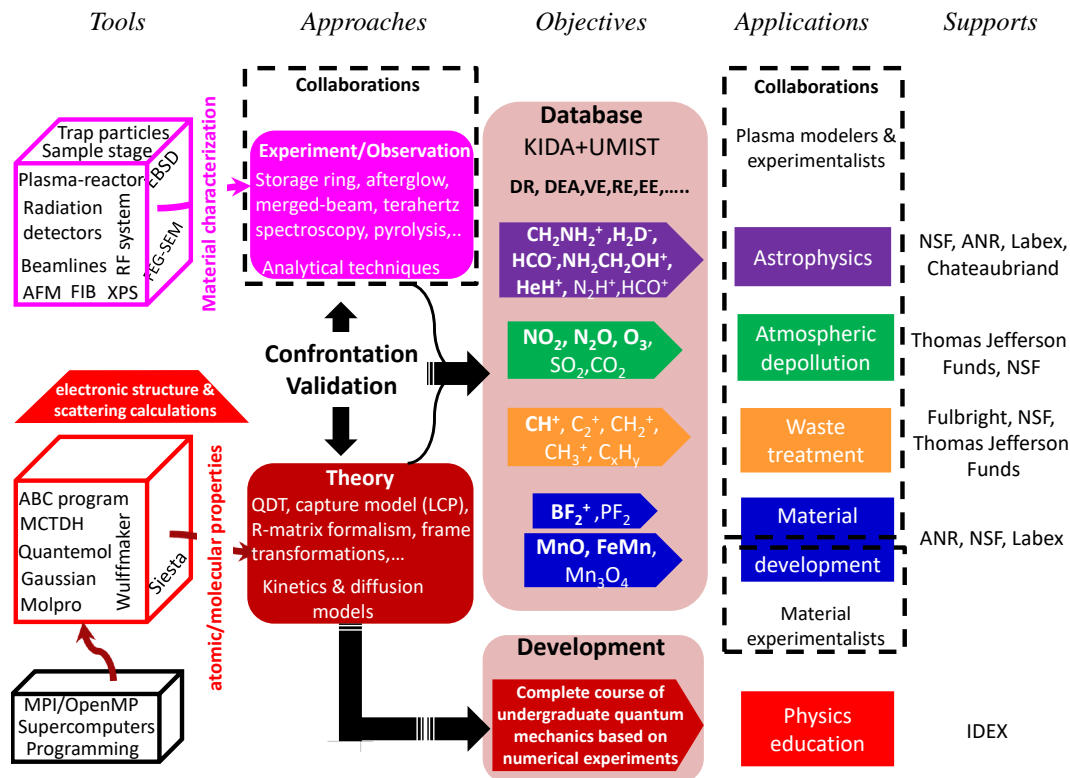 Tools
Approaches
Objectives
Applications
Supports
Trap particles
Sample stage
Plasma-reactor
EBSD
Radiation
detectors
RF system
Beamlines
AFM FIB XPS
FEG-SEM
Material characterization
Collaborations
Experiment/Observation
Storage ring, afterglow,
merged-beam, terahertz
spectroscopy, pyrolysis,..
Analytical techniques
Confrontation
Validation
electronic structure &
scattering calculations
ABC program
MCTDH
Quantemol
Gaussian
Molpro
Wulffmaker
Siesta
atomic/molecular properties
MPI/OpenMP
Supercomputers
Programming
Theory
QDT, capture model (LCP),
R-matrix formalism, frame
transformations,...
Kinetics & diffusion
models
Database
KIDA+UMIST
DR, DEA,VE,RE,EE,.....
CH₂NH₂⁺ ,H₂D⁻,
HCO⁻,NH₂CH₂OH⁺,
HeH⁺, N₂H⁺,HCO⁺
NO₂, N₂O, O₃,
SO₂,CO₂
CH⁺, C₂⁺, CH₂⁺,
CH₃⁺, CₓHᵧ
BF₂⁺ ,PF₂
MnO, FeMn,
Mn₃O₄
Development
Complete course of
undergraduate quantum
mechanics based on
numerical experiments
Collaborations
Plasma modelers &
experimentalists
Astrophysics
Atmospheric
depollution
Waste
treatment
Material
development
Material
experimentalists
Physics
education
NSF, ANR, Labex,
Chateaubriand
Thomas Jefferson
Funds, NSF
Fulbright, NSF,
Thomas Jefferson
Funds
ANR, NSF, Labex
IDEX